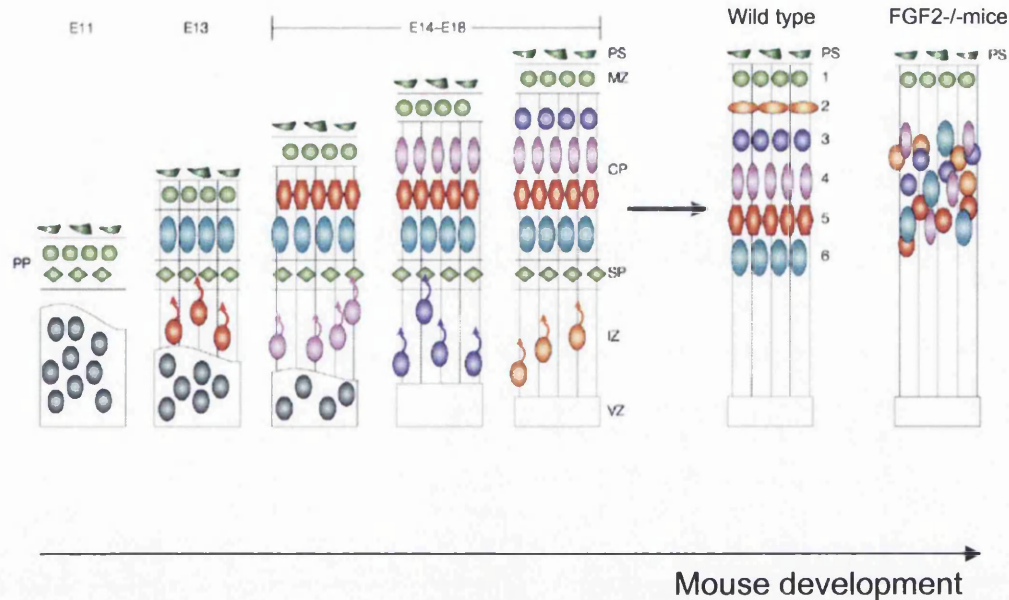 Wild type
FGF2-/-mice
E11
E13
E14-E18
PS
MZ
CP
SP
IZ
VZ
PP
PS
1
2
3
4
5
6
PS
Mouse development